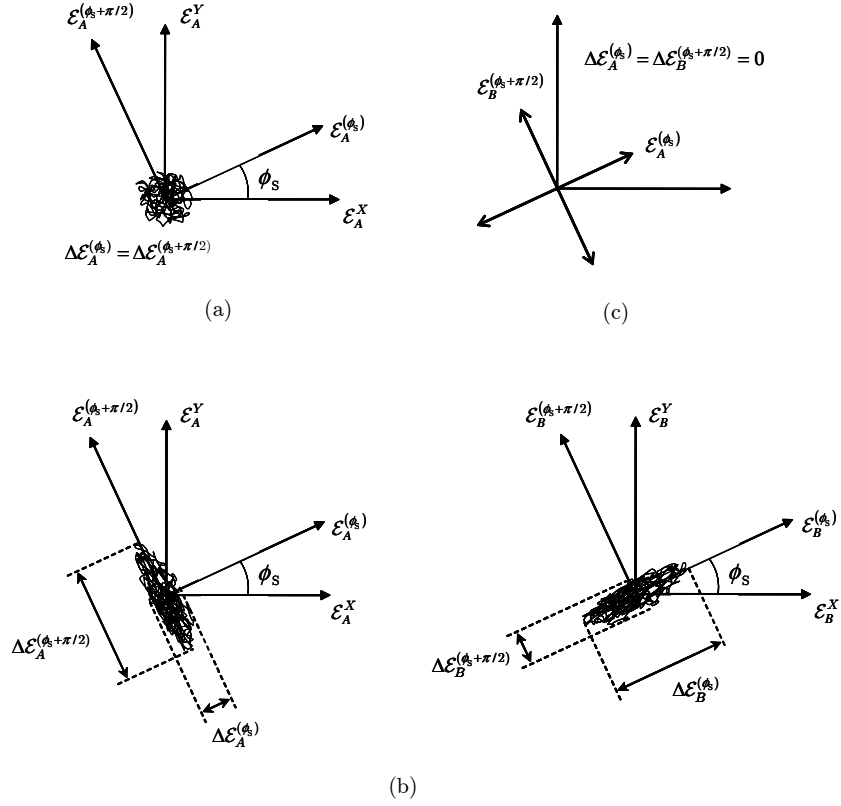 ℰ_A^{(ϕ_S+π/2)}
ℰ_A^Y
ℰ_A^{(ϕ_S)}
ϕ_S
ℰ_A^X
Δℰ_A^{(ϕ_S)} = Δℰ_A^{(ϕ_S+π/2)}
(a)
Δℰ_A^{(ϕ_S)} = Δℰ_B^{(ϕ_S+π/2)} = 0
ℰ_B^{(ϕ_S+π/2)}
ℰ_A^{(ϕ_S)}
(c)
ℰ_A^{(ϕ_S+π/2)}
ℰ_A^Y
ℰ_A^{(ϕ_S)}
ϕ_S
ℰ_A^X
Δℰ_A^{(ϕ_S+π/2)}
Δℰ_A^{(ϕ_S)}
ℰ_B^{(ϕ_S+π/2)}
ℰ_B^Y
ℰ_B^{(ϕ_S)}
ϕ_S
ℰ_B^X
Δℰ_B^{(ϕ_S+π/2)}
Δℰ_B^{(ϕ_S)}
(b)